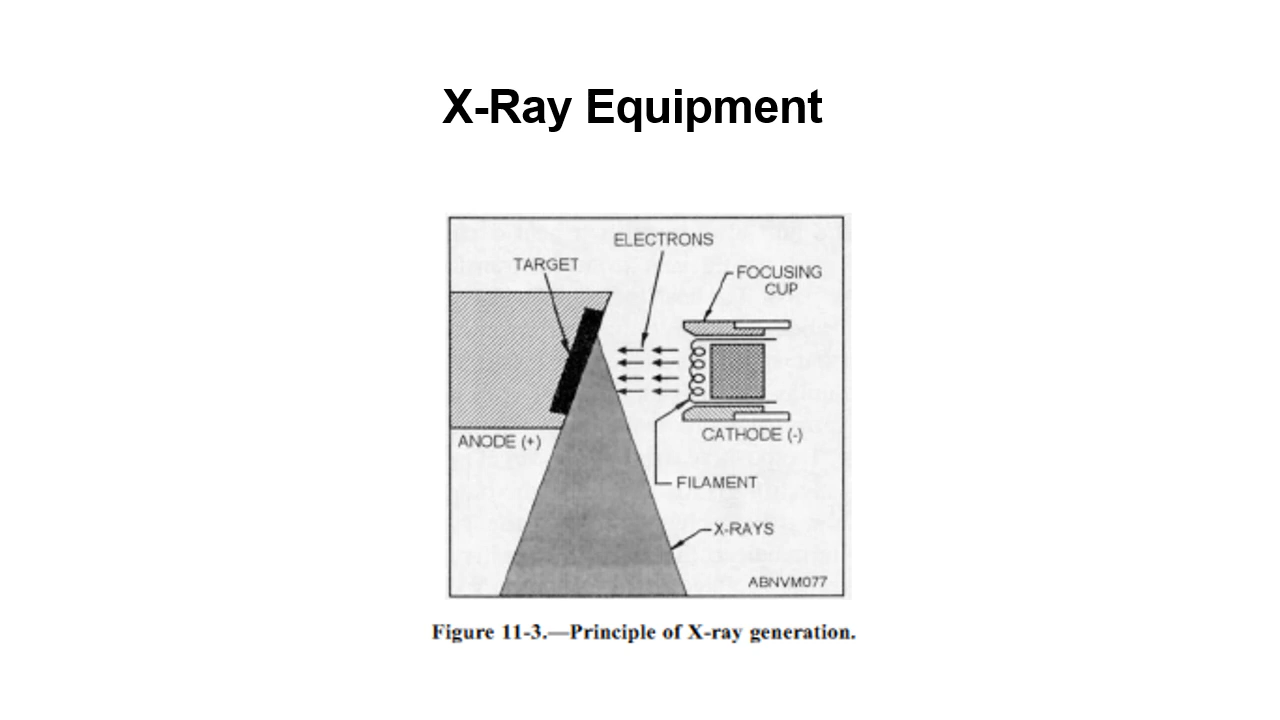 X-Ray Equipment
ELECTRONS
TARGET
FOCUSING
CUP
ANODE (+)
CATHODE (-)
FILAMENT
X-RAYS
ABNVM077
Figure 11-3.—Principle of X-ray generation.